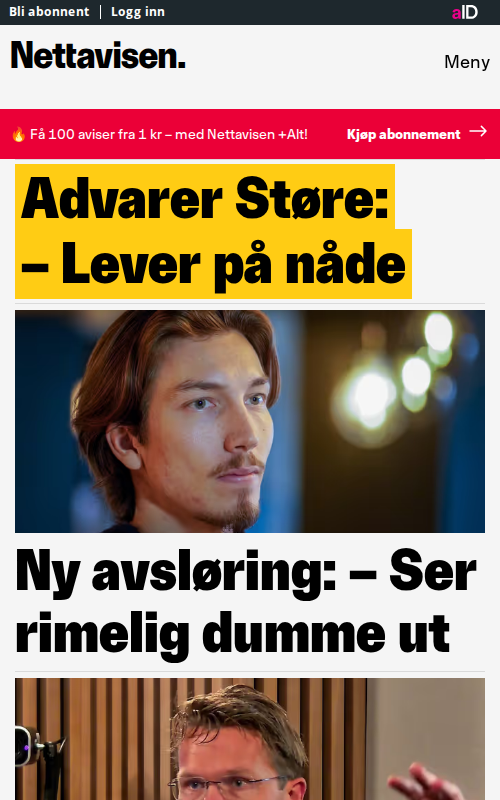 Bli abonnent | Logg inn
aID
Nettavisen.
Meny
🔥 Få 100 aviser fra 1 kr – med Nettavisen +Alt!
Kjøp abonnement →
Advarer Støre:
– Lever på nåde
Ny avsløring: – Ser
rimelig dumme ut